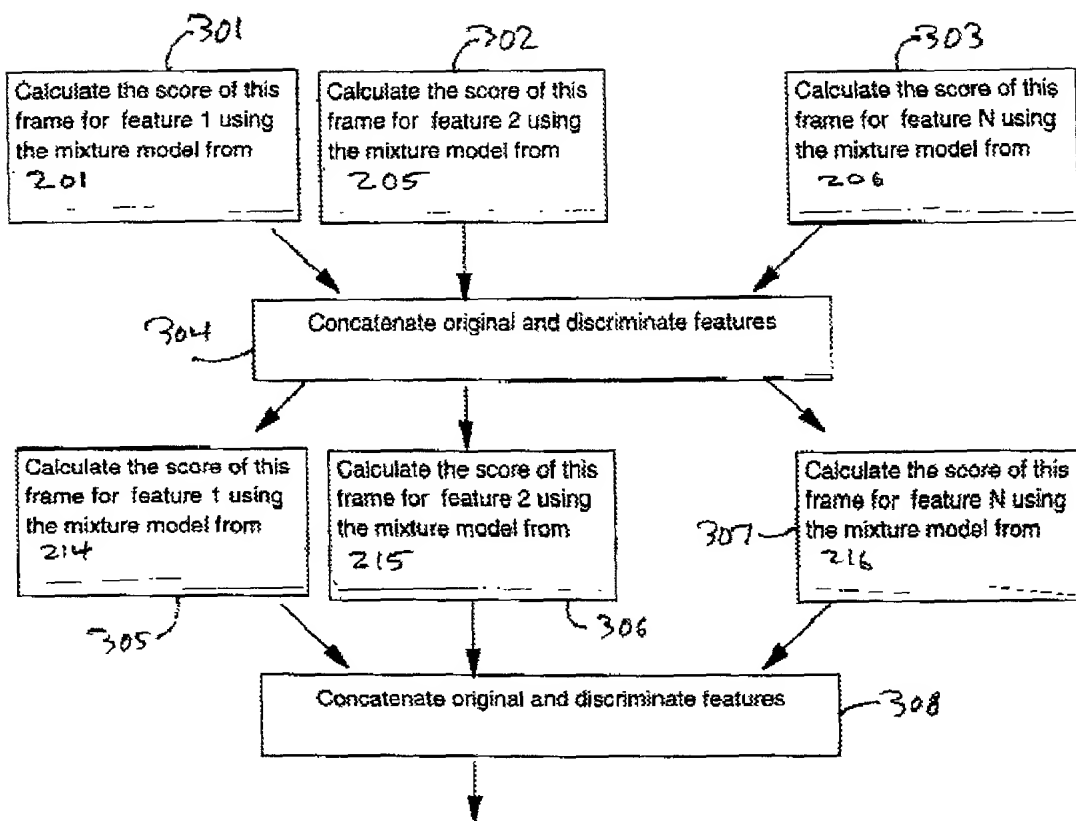 301
302
303
Calculate the score of this
frame for feature 1 using
the mixture model from
201
Calculate the score of this
frame for feature 2 using
the mixture model from
205
Calculate the score of this
frame for feature N using
the mixture model from
206
304
Concatenate original and discriminate features
Calculate the score of this
frame for feature 1 using
the mixture model from
214
Calculate the score of this
frame for feature 2 using
the mixture model from
215
Calculate the score of this
frame for feature N using
the mixture model from
216
307
305
306
Concatenate original and discriminate features
308